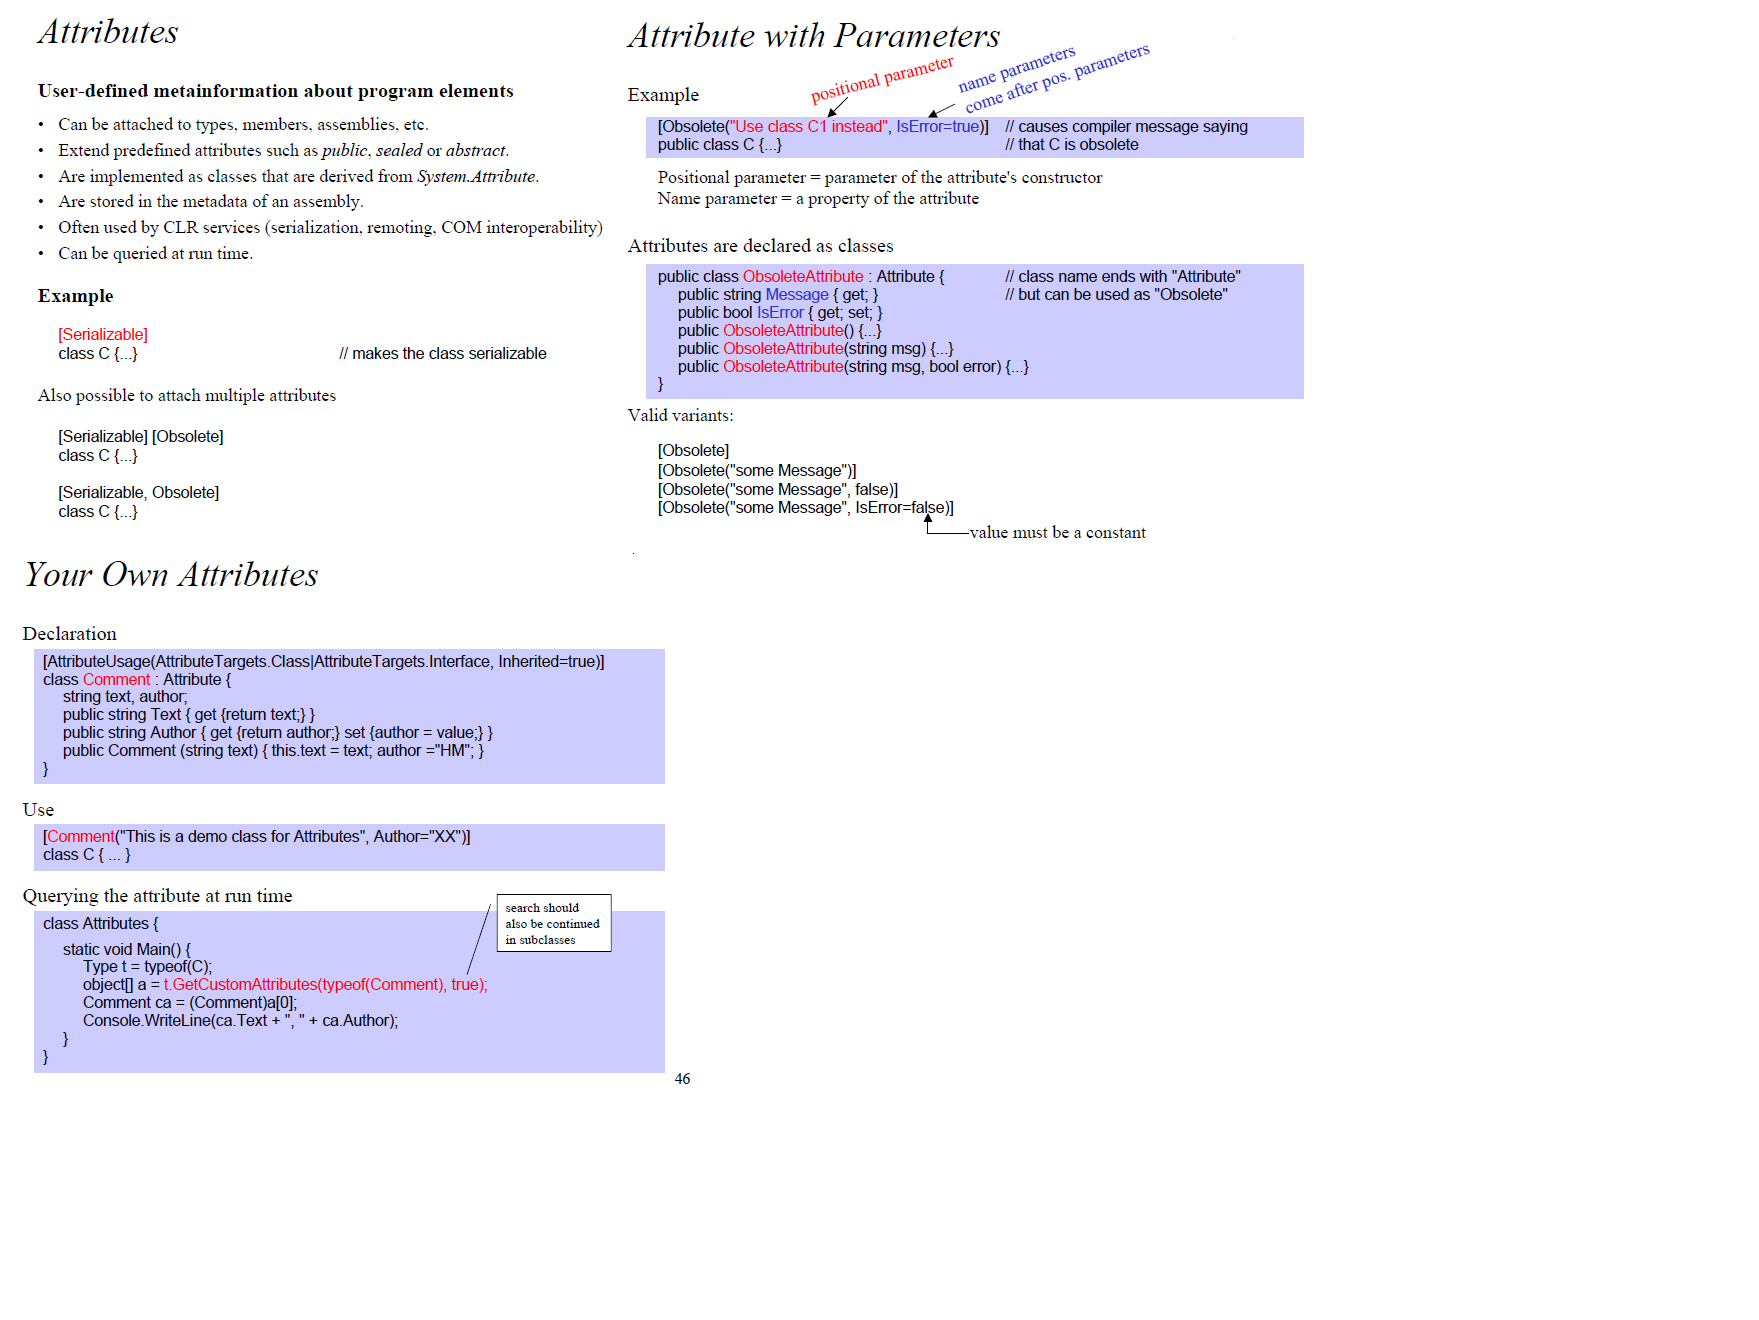 Attributes
User-defined metainformation about program elements
• Can be attached to types, members, assemblies, etc.
• Extend predefined attributes such as public, sealed or abstract.
• Are implemented as classes that are derived from System.Attribute.
• Are stored in the metadata of an assembly.
• Often used by CLR services (serialization, remoting, COM interoperability)
• Can be queried at run time.
Example
[Serializable]
class C {...} // makes the class serializable
Also possible to attach multiple attributes
[Serializable] [Obsolete]
class C {...}
[Serializable, Obsolete]
class C {...}
Attribute with Parameters
positional parameter
name parameters
come after pos. parameters
Example
[Obsolete("Use class C1 instead", IsError=true)] // causes compiler message saying
public class C {...} // that C is obsolete
Positional parameter = parameter of the attribute's constructor
Name parameter = a property of the attribute
Attributes are declared as classes
public class ObsoleteAttribute : Attribute { // class name ends with "Attribute"
public string Message { get; } // but can be used as "Obsolete"
public bool IsError { get; set; }
public ObsoleteAttribute() {...}
public ObsoleteAttribute(string msg) {...}
public ObsoleteAttribute(string msg, bool error) {...}
}
Valid variants:
[Obsolete]
[Obsolete("some Message")]
[Obsolete("some Message", false)]
[Obsolete("some Message", IsError=false)]
value must be a constant
Your Own Attributes
Declaration
[AttributeUsage(AttributeTargets.Class|AttributeTargets.Interface, Inherited=true)]
class Comment : Attribute {
string text, author;
public string Text { get {return text;} }
public string Author { get {return author;} set {author = value;} }
public Comment (string text) { this.text = text; author ="HM"; }
}
Use
[Comment("This is a demo class for Attributes", Author="XX")]
class C { ... }
Querying the attribute at run time
search should
also be continued
in subclasses
class Attributes {
static void Main() {
Type t = typeof(C);
object[] a = t.GetCustomAttributes(typeof(Comment), true);
Comment ca = (Comment)a[0];
Console.WriteLine(ca.Text + ", " + ca.Author);
}
}
46